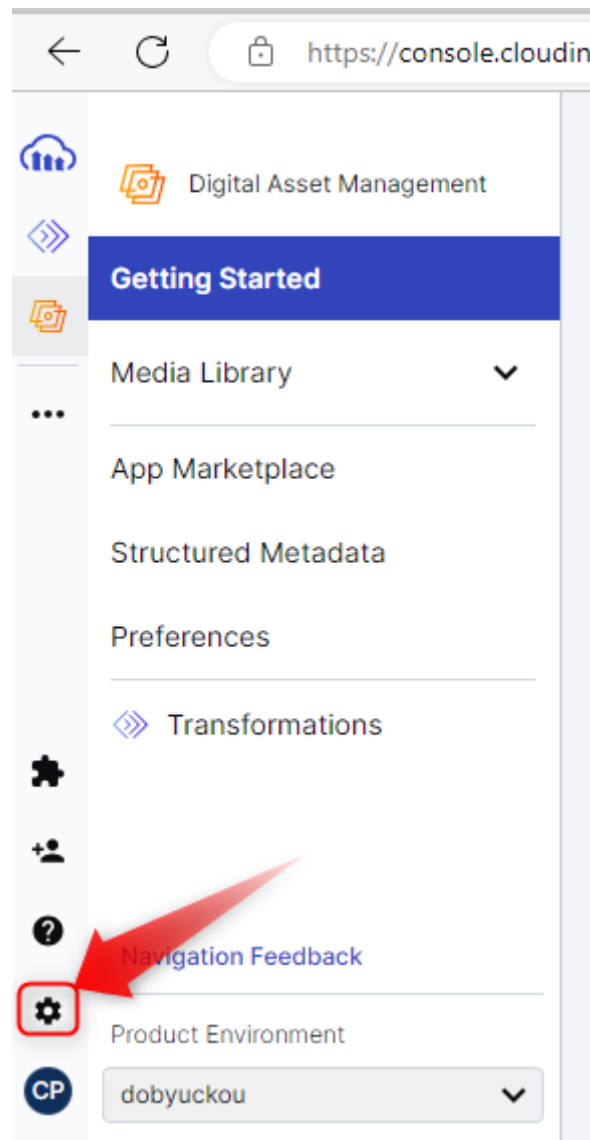 https://console.cloudin
Digital Asset Management
Getting Started
Media Library
App Marketplace
Structured Metadata
Preferences
Transformations
Navigation Feedback
Product Environment
CP
dobyuckou